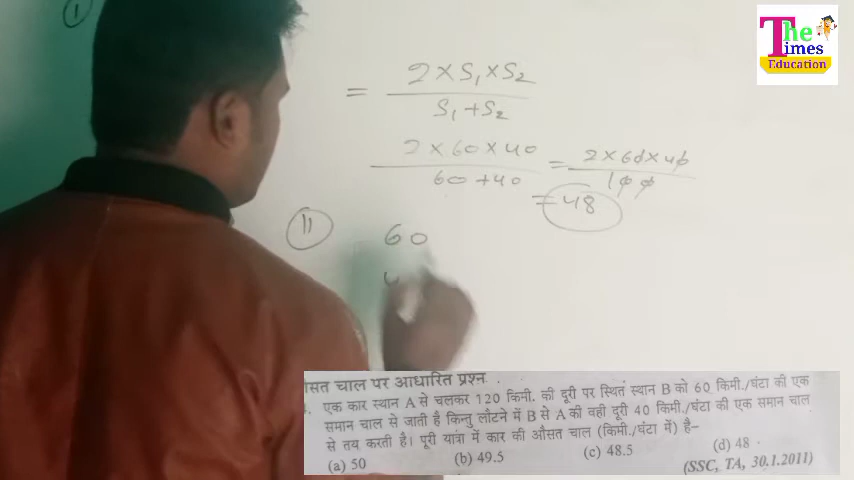 The
Times
Education
I
= 2 × S₁ × S₂
S₁ + S₂
2 × 60 × 40
60 + 40
= 2 × 60 × 40
100
= 48
II
60
सत चाल पर आधारित प्रश्न
एक कार स्थान A से चलकर 120 किमी. की दूरी पर स्थित स्थान B को 60 किमी./घंटा की एक
समान चाल से जाती है किन्तु लौटने में B से A की वही दूरी 40 किमी./घंटा की एक समान चाल
से तय करती है। पूरी यात्रा में कार की औसत चाल (किमी./घंटा में) है–
(a) 50 (b) 49.5 (c) 48.5 (d) 48
(SSC, TA, 30.1.2011)